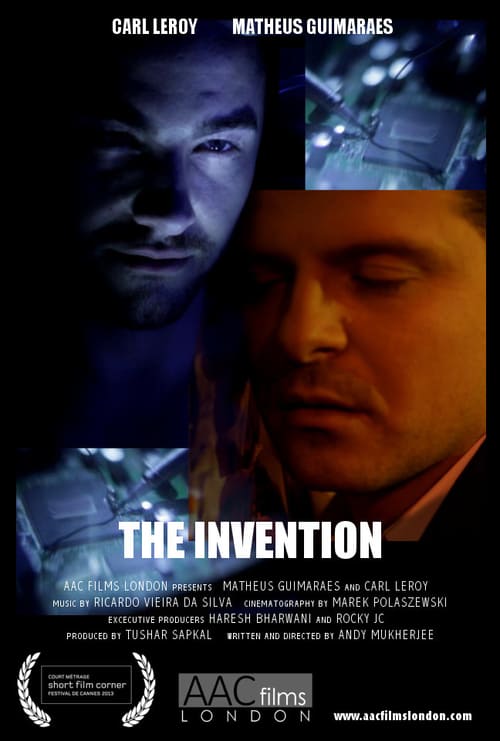 CARL LEROY MATHEUS GUIMARAES
THE INVENTION
AAC FILMS LONDON PRESENTS MATHEUS GUIMARAES AND CARL LEROY
MUSIC BY RICARDO VIEIRA DA SILVA CINEMATOGRAPHY BY MAREK POLASZEWSKI
EXCECUTIVE PRODUCERS HARESH BHARWANI AND ROCKY JC
PRODUCED BY TUSHAR SAPKAL WRITTEN AND DIRECTED BY ANDY MUKHERJEE
COURT MÉTRAGE
short film corner
FESTIVAL DE CANNES 2013
AAC films
LONDON
www.aacfilmslondon.com